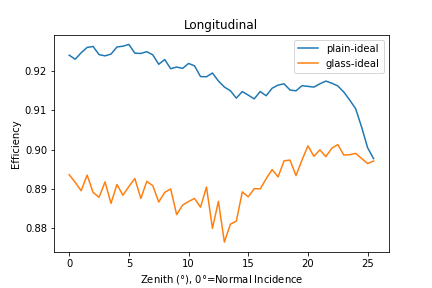 Longitudinal
plain-ideal
glass-ideal
0.92
0.91
0.90
0.89
0.88
Efficiency
0 5 10 15 20 25
Zenith (°), 0°=Normal Incidence